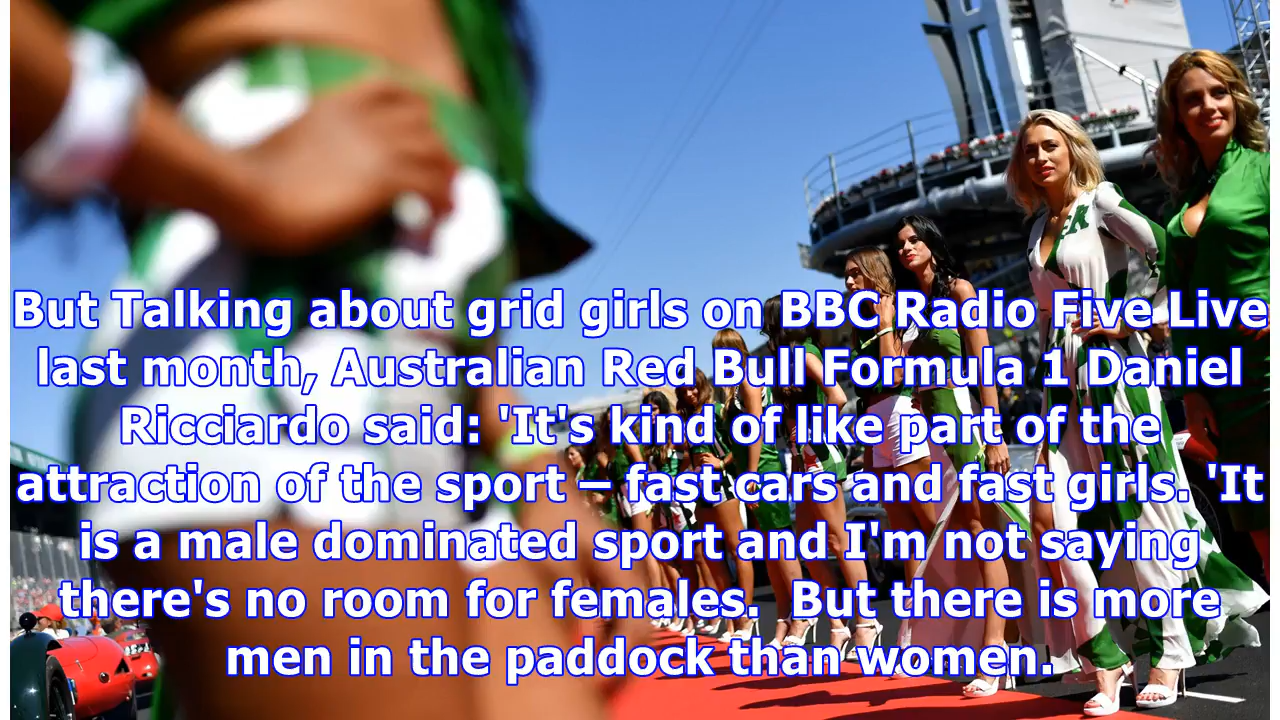 But Talking about grid girls on BBC Radio Five Live
last month, Australian Red Bull Formula 1 Daniel
Ricciardo said: 'It's kind of like part of the
attraction of the sport – fast cars and fast girls. 'It
is a male dominated sport and I'm not saying
there's no room for females.  But there is more
men in the paddock than women.